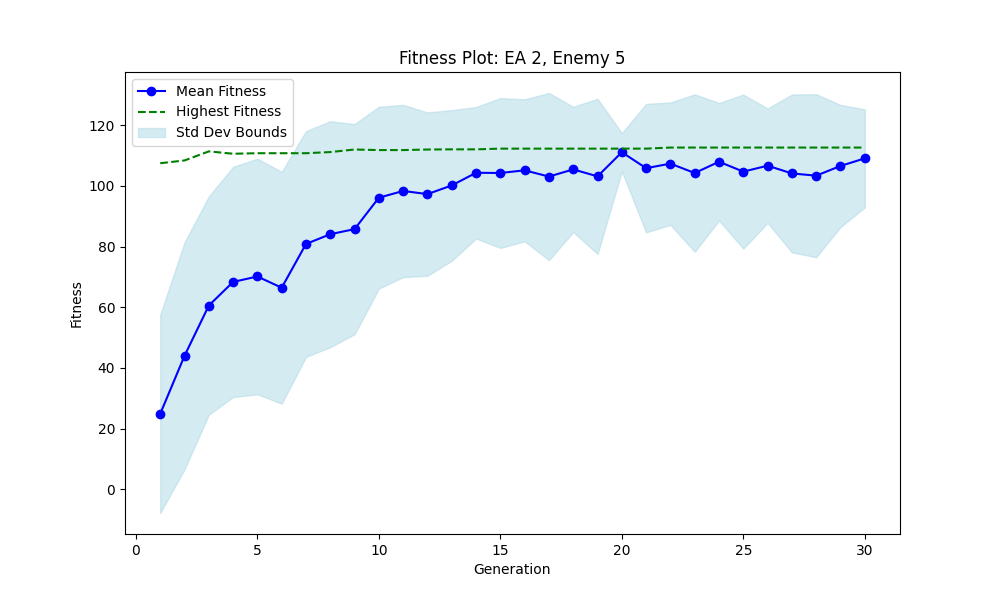 Fitness Plot: EA 2, Enemy 5
Mean Fitness
Highest Fitness
Std Dev Bounds
120
100
80
60
40
20
0
Fitness
0 5 10 15 20 25 30
Generation